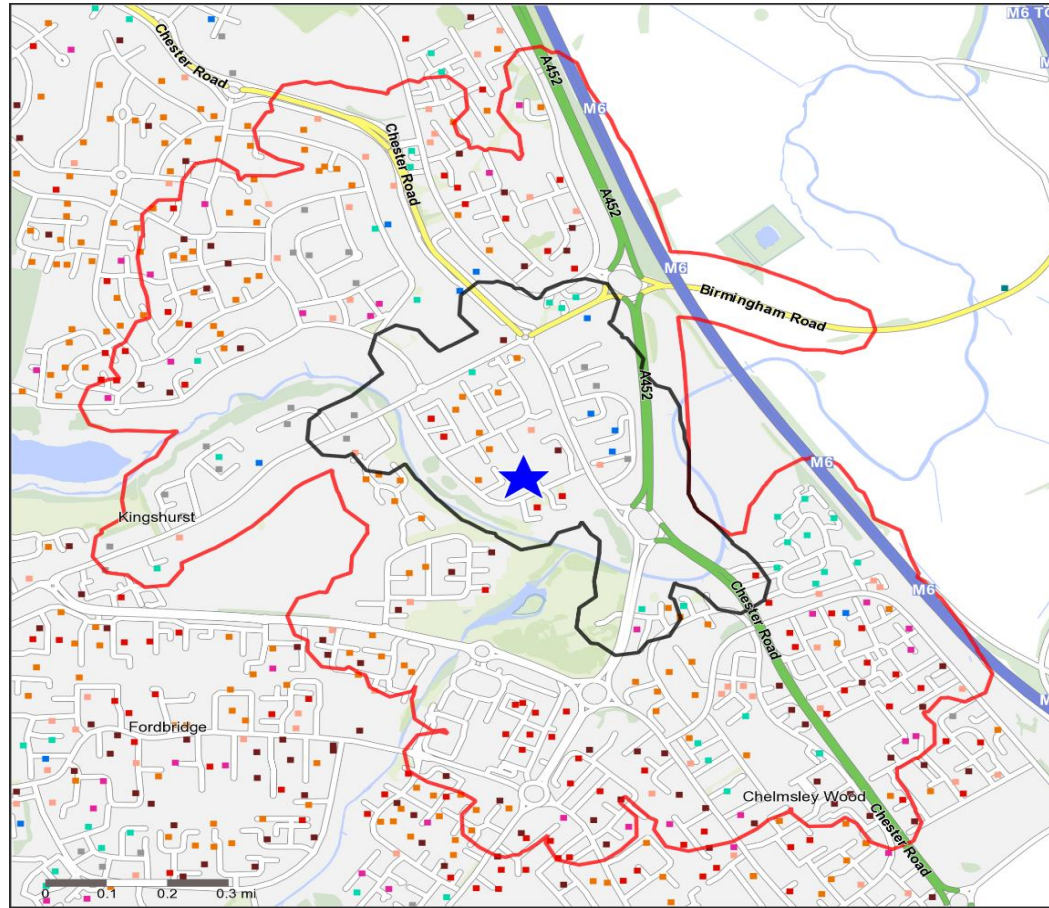 M6 TO
Chester Road
A452
M
M6
Chester Road
A452
M6
Birmingham Road
A452
M6
Kingshurst
M6
Chester Road
M
Fordbridge
Chelmsley Wood
Chester Road
0 0.1 0.2 0.3 mi